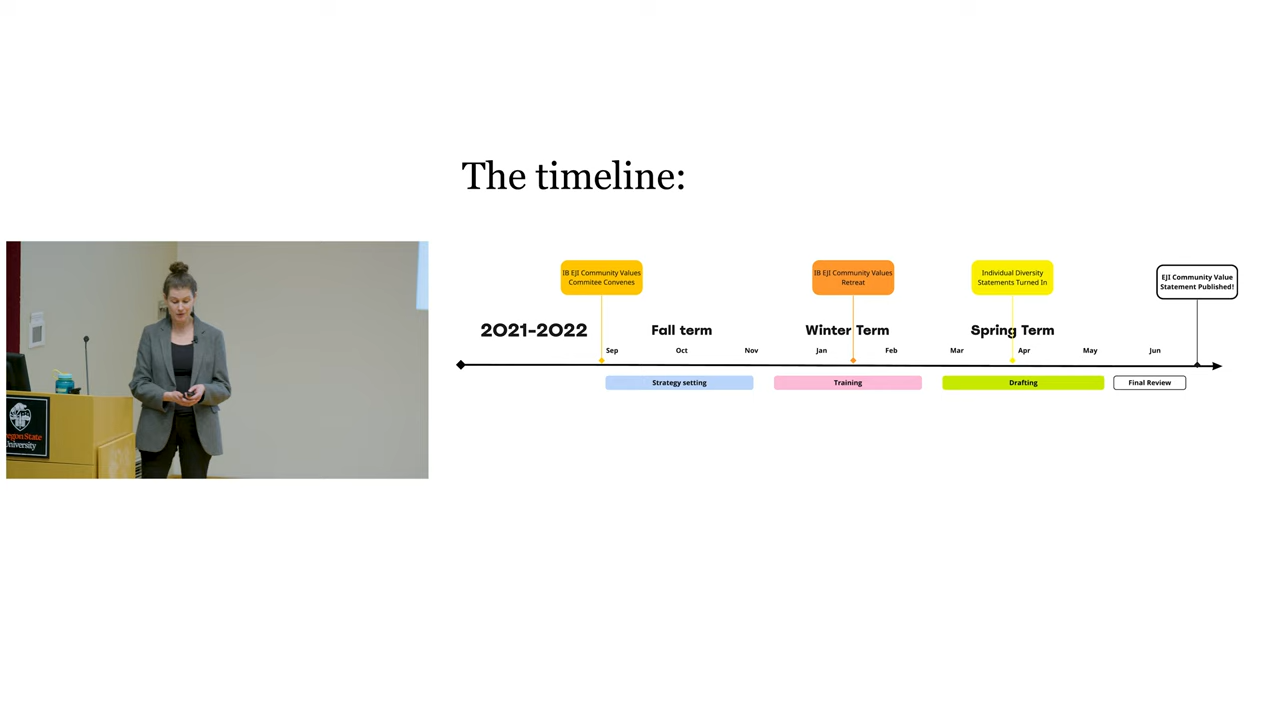 The timeline:
IB EJI Community Values
Commitee Convenes
IB EJI Community Values
Retreat
Individual Diversity
Statements Turned In
EJI Community Value
Statement Published!
2021-2022
Fall term
Winter Term
Spring Term
Sep
Oct
Nov
Jan
Feb
Mar
Apr
May
Jun
Strategy setting
Training
Drafting
Final Review
Oregon State
University